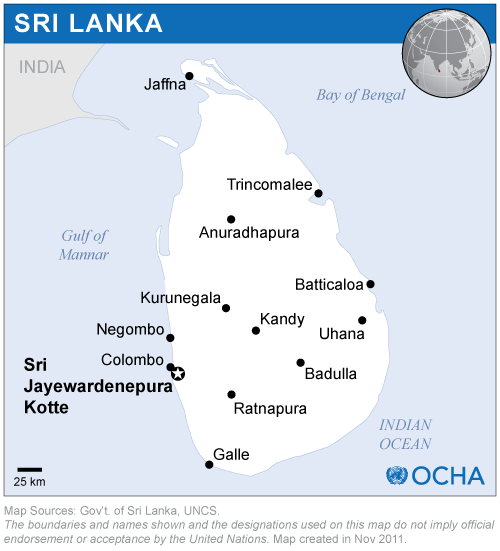 SRI LANKA
INDIA
Jaffna
Bay of Bengal
Trincomalee
Anuradhapura
Gulf of
Mannar
Batticaloa
Kurunegala
Kandy
Uhana
Negombo
Colombo
Sri
Jayewardenepura
Kotte
Badulla
Ratnapura
INDIAN
OCEAN
Galle
25 km
OCHA
Map Sources: Gov't. of Sri Lanka, UNCS.
The boundaries and names shown and the designations used on this map do not imply official
endorsement or acceptance by the United Nations. Map created in Nov 2011.